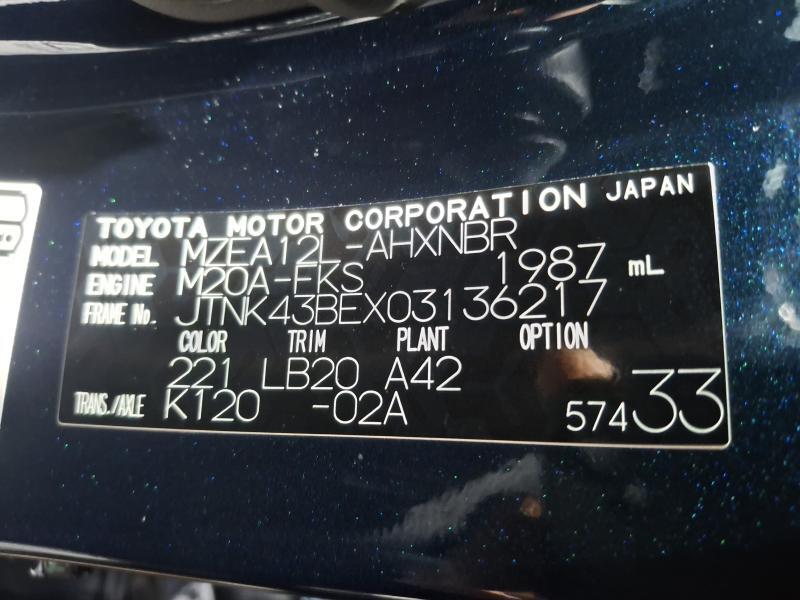 TOYOTA MOTOR CORPORATION JAPAN
MODEL MZEA12L-AHXNBR
ENGINE M20A-FKS 1987 mL
FRAME No. JTNK43BEX03136217
COLOR TRIM PLANT OPTION
221 LB20 A42
TRANS./AXLE K120 -02A 57433